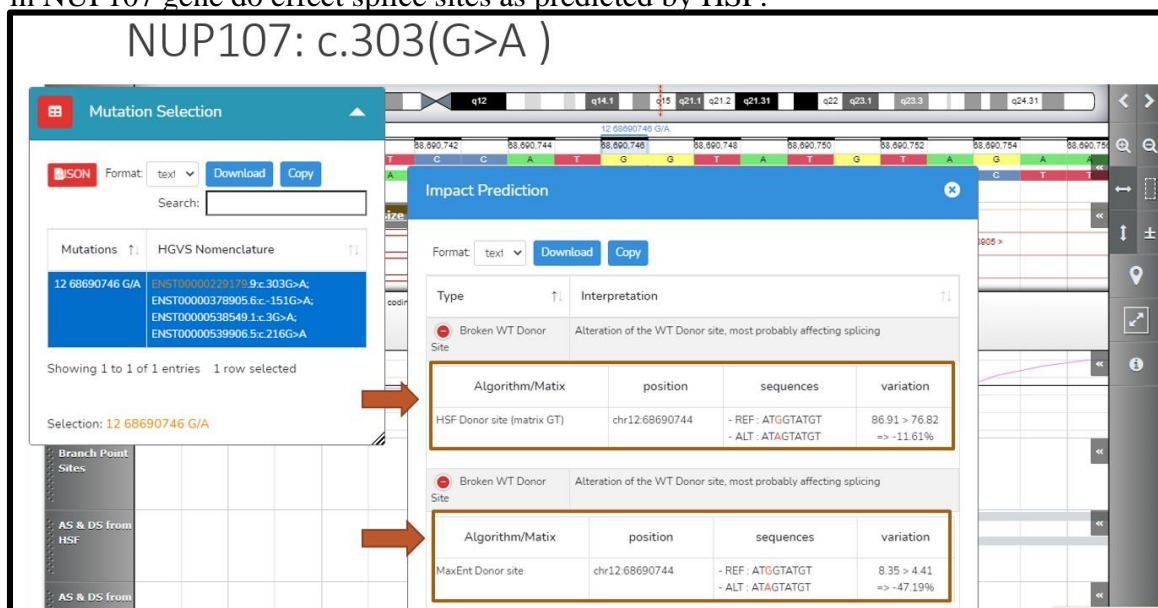 in NUP107 gene do effect splice sites as predicted by HSF.
NUP107: c.303(G>A )
q12 q14.1 q15 q21.1 q21.2 q21.31 q22 q23.1 q23.3 q24.31
Mutation Selection
12 68690746 G/A
68,690,742 68,690,744 68,690,746 68,690,748 68,690,750 68,690,752 68,690,754
T C C A T G G T A T G T A G A A
JSON Format: text Download Copy
Search:
Impact Prediction
Mutations HGVS Nomenclature
Format: text Download Copy
12 68690746 G/A ENST00000229179.9:c.303G>A;
ENST00000378905.6:c.-151G>A;
ENST00000538549.1:c.3G>A;
ENST00000539906.5:c.216G>A
Type Interpretation
Broken WT Donor Site Alteration of the WT Donor site, most probably affecting splicing
Showing 1 to 1 of 1 entries 1 row selected
Selection: 12 68690746 G/A
Algorithm/Matix position sequences variation
HSF Donor site (matrix GT) chr12:68690744 - REF : ATGGTATGT 86.91 > 76.82
- ALT : ATAGTATGT => -11.61%
Branch Point
Sites
Broken WT Donor Site Alteration of the WT Donor site, most probably affecting splicing
AS & DS from
HSF
Algorithm/Matix position sequences variation
MaxEnt Donor site chr12:68690744 - REF : ATGGTATGT 8.35 > 4.41
- ALT : ATAGTATGT => -47.19%
AS & DS from